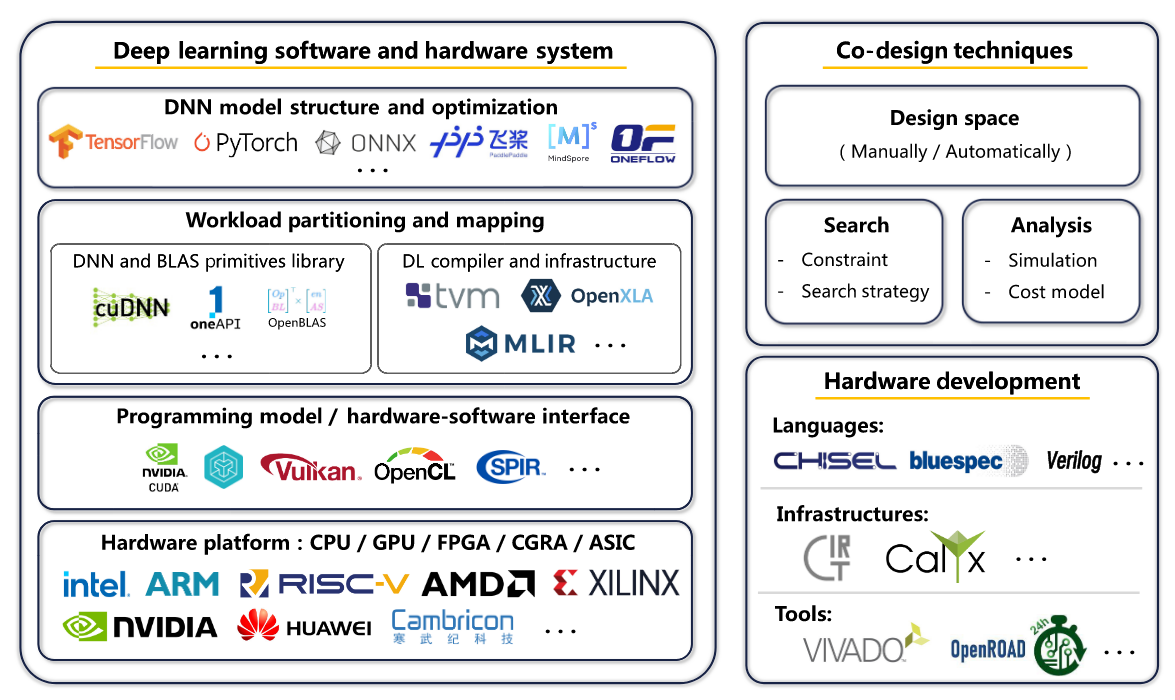 Deep learning software and hardware system
DNN model structure and optimization
TensorFlow PyTorch ONNX 飞桨 PaddlePaddle [M]s MindSpore OF ONEFLOW
...
Workload partitioning and mapping
DNN and BLAS primitives library
cuDNN 1 oneAPI [Op BL]T × [en AS] OpenBLAS
...
DL compiler and infrastructure
tvm OpenXLA
MLIR ...
Programming model / hardware-software interface
NVIDIA. CUDA Vulkan. OpenCL SPIR ...
Hardware platform : CPU / GPU / FPGA / CGRA / ASIC
intel. ARM RISC-V AMD XILINX
NVIDIA HUAWEI Cambricon 寒武纪科技 ...
Co-design techniques
Design space
( Manually / Automatically )
Search
- Constraint
- Search strategy
Analysis
- Simulation
- Cost model
Hardware development
Languages:
CHISEL bluespec Verilog ...
Infrastructures:
CIRCT Calyx ...
Tools:
VIVADO OpenROAD 24h ...